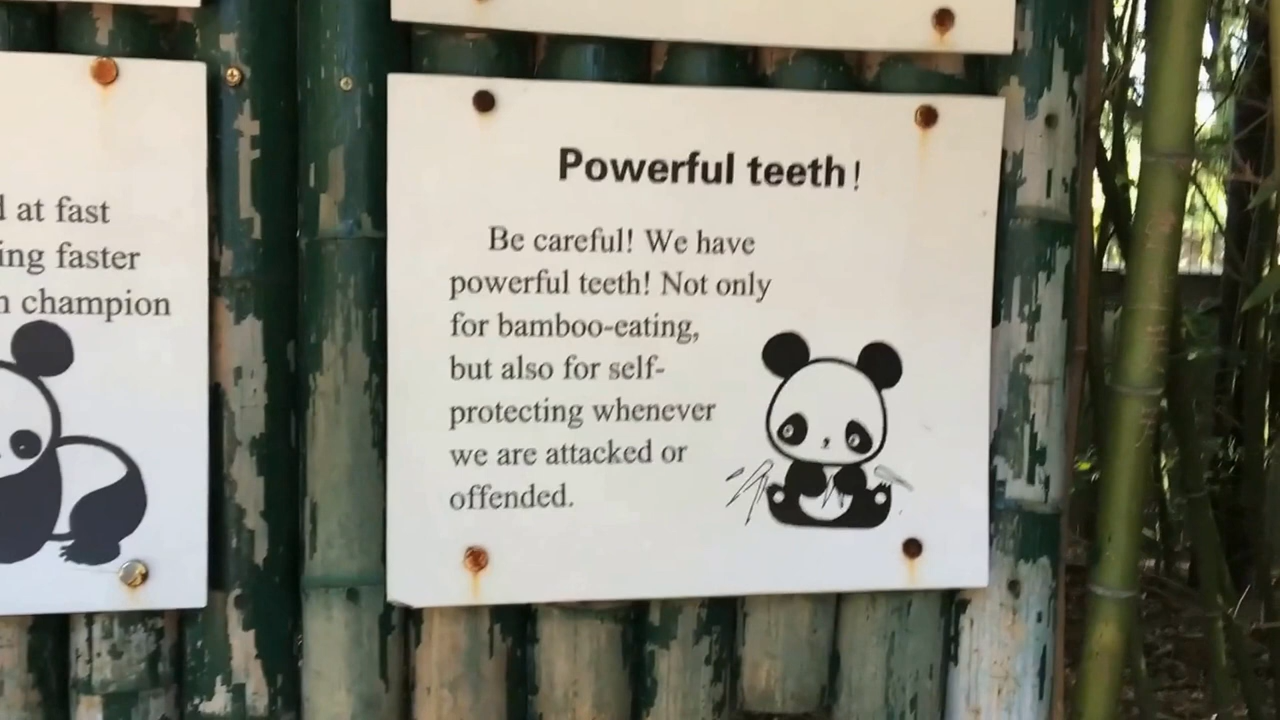 at fast
ing faster
champion
Powerful teeth!
Be careful! We have
powerful teeth! Not only
for bamboo-eating,
but also for self-
protecting whenever
we are attacked or
offended.